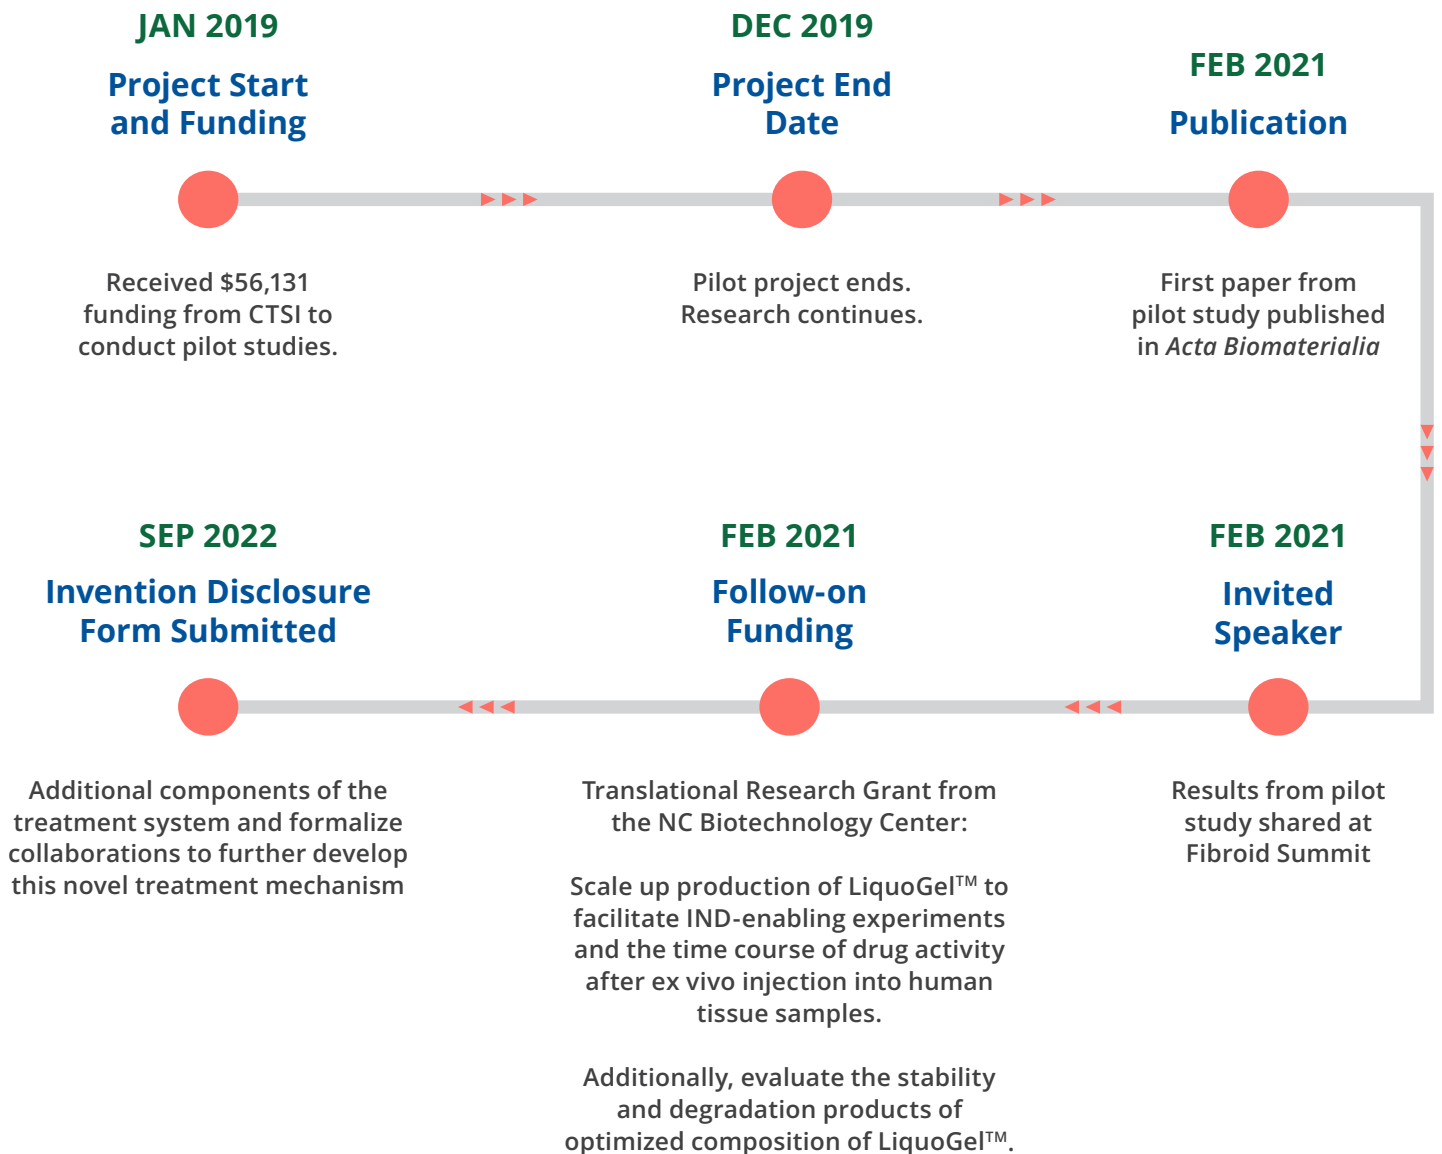 JAN 2019
Project Start
and Funding
Received $56,131
funding from CTSI to
conduct pilot studies.
DEC 2019
Project End
Date
Pilot project ends.
Research continues.
FEB 2021
Publication
First paper from
pilot study published
in Acta Biomaterialia
FEB 2021
Invited
Speaker
Results from pilot
study shared at
Fibroid Summit
FEB 2021
Follow-on
Funding
Translational Research Grant from
the NC Biotechnology Center:
Scale up production of LiquoGel™ to
facilitate IND-enabling experiments
and the time course of drug activity
after ex vivo injection into human
tissue samples.
Additionally, evaluate the stability
and degradation products of
optimized composition of LiquoGel™.
SEP 2022
Invention Disclosure
Form Submitted
Additional components of the
treatment system and formalize
collaborations to further develop
this novel treatment mechanism